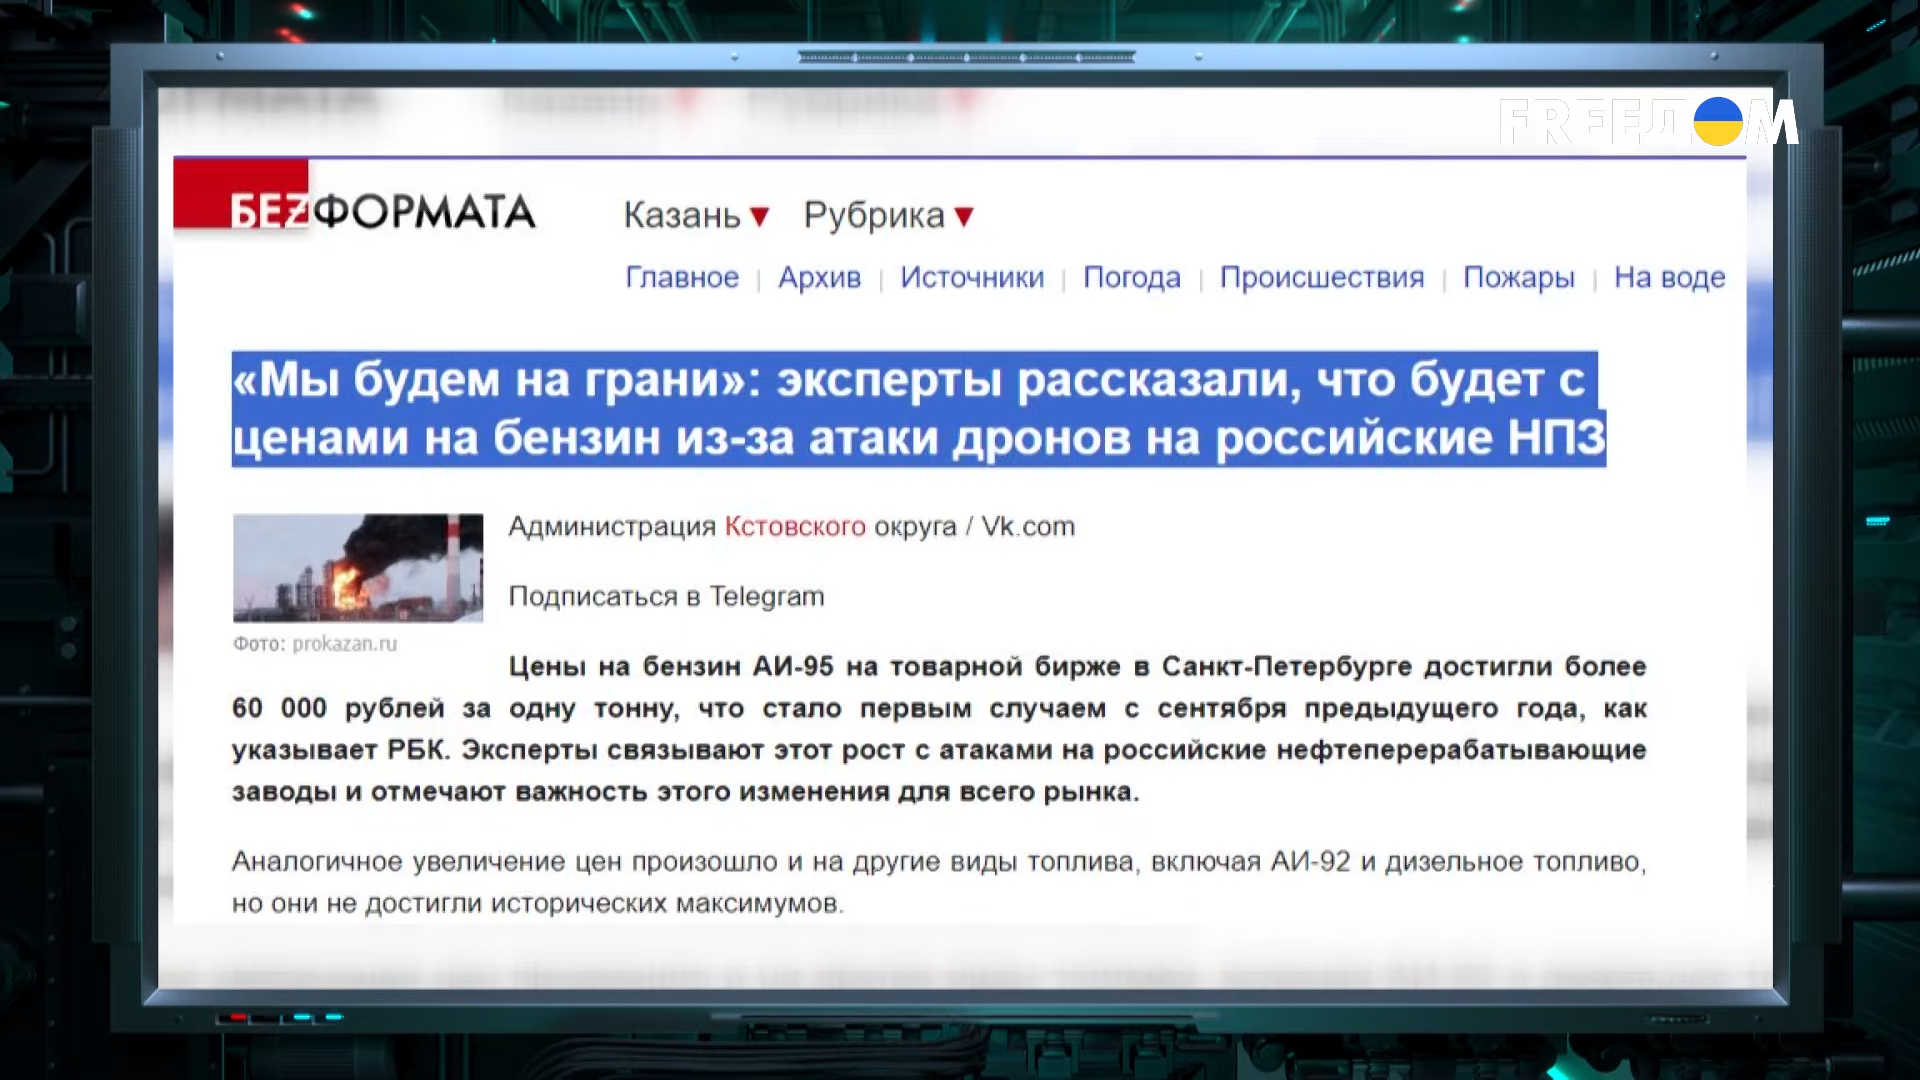 FREEДOM
БЕZФОРМАТА
Казань▼ Рубрика▼
Главное | Архив | Источники | Погода | Происшествия | Пожары | На воде
«Мы будем на грани»: эксперты рассказали, что будет с
ценами на бензин из-за атаки дронов на российские НПЗ
Администрация Кстовского округа / Vk.com
Подписаться в Telegram
Фото: prokazan.ru
Цены на бензин АИ-95 на товарной бирже в Санкт-Петербурге достигли более
60 000 рублей за одну тонну, что стало первым случаем с сентября предыдущего года, как
указывает РБК. Эксперты связывают этот рост с атаками на российские нефтеперерабатывающие
заводы и отмечают важность этого изменения для всего рынка.
Аналогичное увеличение цен произошло и на другие виды топлива, включая АИ-92 и дизельное топливо,
но они не достигли исторических максимумов.